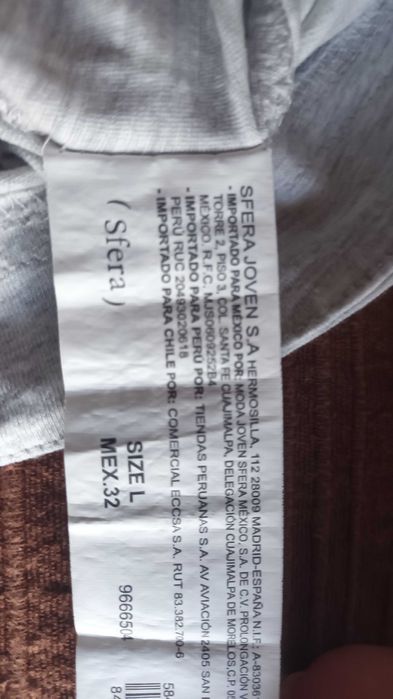 SFERA JOVEN S A HERMOSILLA, 112 28009 MADRID-ESPAÑA N.I.F.: A-8309
- IMPORTADO PARA MÉXICO POR: MODA JOVEN SFERA MÉXICO, S.A. DE C.V. PROLONGACIÓN
TORRE 2, PISO 3, COL. SANTA FE CUAJIMALPA, DELEGACIÓN CUAJIMALPA DE MORELOS, C.P.
MÉXICO, R.F.C.
- IMPORTADO PARA PERÚ POR: TIENDAS PERUANAS S.A. AV AVIACIÓN 2405 SAN
PERÚ RUC 20493020618
- IMPORTADO PARA CHILE POR: COMERCIAL ECCSA S.A. RUT 83.382.700-6
( Sfera )
SIZE L
MEX.32
9666504
58
84